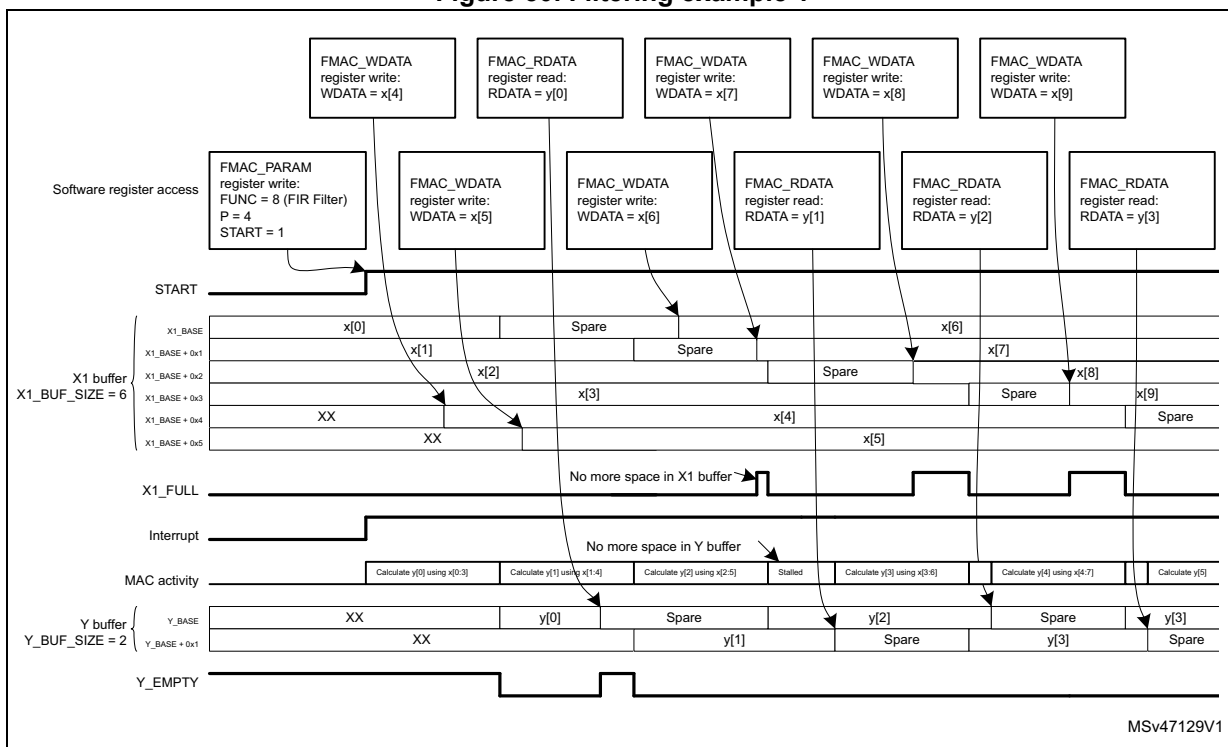 FMAC_WDATA
register write:
WDATA = x[4]
FMAC_RDATA
register read:
RDATA = y[0]
FMAC_WDATA
register write:
WDATA = x[7]
FMAC_WDATA
register write:
WDATA = x[8]
FMAC_WDATA
register write:
WDATA = x[9]
Software register access
FMAC_PARAM
register write:
FUNC = 8 (FIR Filter)
P = 4
START = 1
FMAC_WDATA
register write:
WDATA = x[5]
FMAC_WDATA
register write:
WDATA = x[6]
FMAC_RDATA
register read:
RDATA = y[1]
FMAC_RDATA
register read:
RDATA = y[2]
FMAC_RDATA
register read:
RDATA = y[3]
START
X1 buffer
X1_BUF_SIZE = 6
X1_BASE x[0] Spare x[6]
X1_BASE + 0x1 x[1] Spare x[7]
X1_BASE + 0x2 x[2] Spare x[8]
X1_BASE + 0x3 x[3] Spare x[9]
X1_BASE + 0x4 XX x[4] Spare
X1_BASE + 0x5 XX x[5]
No more space in X1 buffer
X1_FULL
Interrupt
No more space in Y buffer
MAC activity Calculate y[0] using x[0:3] Calculate y[1] using x[1:4] Calculate y[2] using x[2:5] Stalled Calculate y[3] using x[3:6] Calculate y[4] using x[4:7] Calculate y[5]
Y buffer
Y_BUF_SIZE = 2
Y_BASE XX y[0] Spare y[2] Spare y[3]
Y_BASE + 0x1 XX y[1] Spare y[3] Spare
Y_EMPTY
MSv47129V1